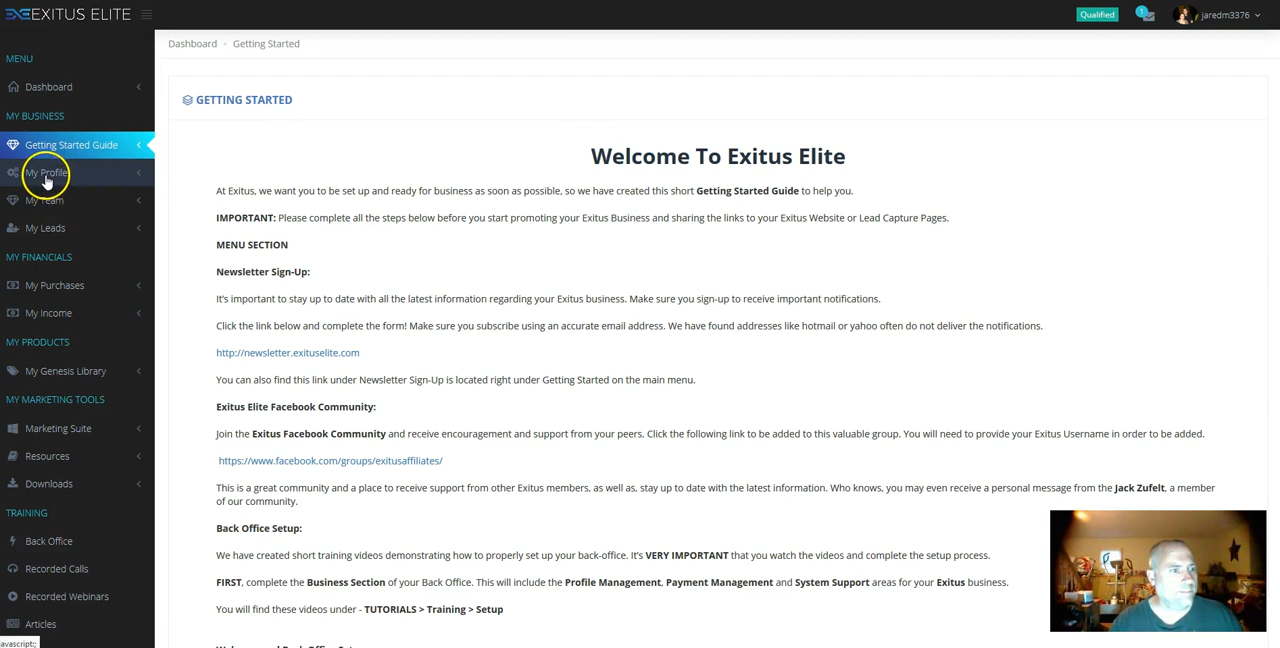 EXITUS ELITE
Qualified
1
jaredm3376
MENU
Dashboard
MY BUSINESS
Getting Started Guide
My Profile
My Team
My Leads
MY FINANCIALS
My Purchases
My Income
MY PRODUCTS
My Genesis Library
MY MARKETING TOOLS
Marketing Suite
Resources
Downloads
TRAINING
Back Office
Recorded Calls
Recorded Webinars
Articles
avascript:;
Dashboard Getting Started
GETTING STARTED
Welcome To Exitus Elite
At Exitus, we want you to be set up and ready for business as soon as possible, so we have created this short Getting Started Guide to help you.
IMPORTANT: Please complete all the steps below before you start promoting your Exitus Business and sharing the links to your Exitus Website or Lead Capture Pages.
MENU SECTION
Newsletter Sign-Up:
It's important to stay up to date with all the latest information regarding your Exitus business. Make sure you sign-up to receive important notifications.
Click the link below and complete the form! Make sure you subscribe using an accurate email address. We have found addresses like hotmail or yahoo often do not deliver the notifications.
http://newsletter.exituselite.com
You can also find this link under Newsletter Sign-Up is located right under Getting Started on the main menu.
Exitus Elite Facebook Community:
Join the Exitus Facebook Community and receive encouragement and support from your peers. Click the following link to be added to this valuable group. You will need to provide your Exitus Username in order to be added.
https://www.facebook.com/groups/exitusaffiliates/
This is a great community and a place to receive support from other Exitus members, as well as, stay up to date with the latest information. Who knows, you may even receive a personal message from the Jack Zufelt, a member
of our community.
Back Office Setup:
We have created short training videos demonstrating how to properly set up your back-office. It's VERY IMPORTANT that you watch the videos and complete the setup process.
FIRST, complete the Business Section of your Back Office. This will include the Profile Management, Payment Management and System Support areas for your Exitus business.
You will find these videos under - TUTORIALS > Training > Setup